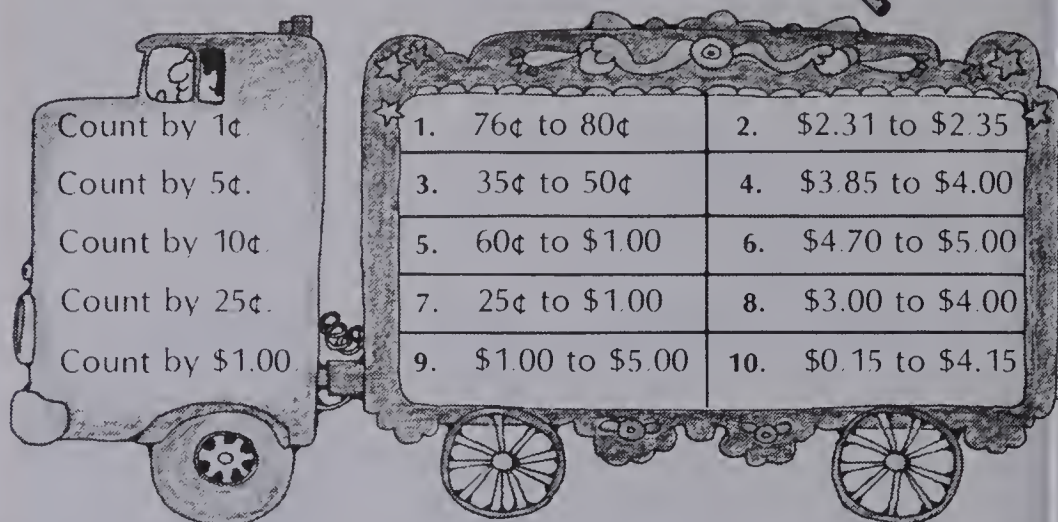 Count by 1¢. 1. 76¢ to 80¢ 2. $2.31 to $2.35
Count by 5¢. 3. 35¢ to 50¢ 4. $3.85 to $4.00
Count by 10¢. 5. 60¢ to $1.00 6. $4.70 to $5.00
Count by 25¢. 7. 25¢ to $1.00 8. $3.00 to $4.00
Count by $1.00. 9. $1.00 to $5.00 10. $0.15 to $4.15